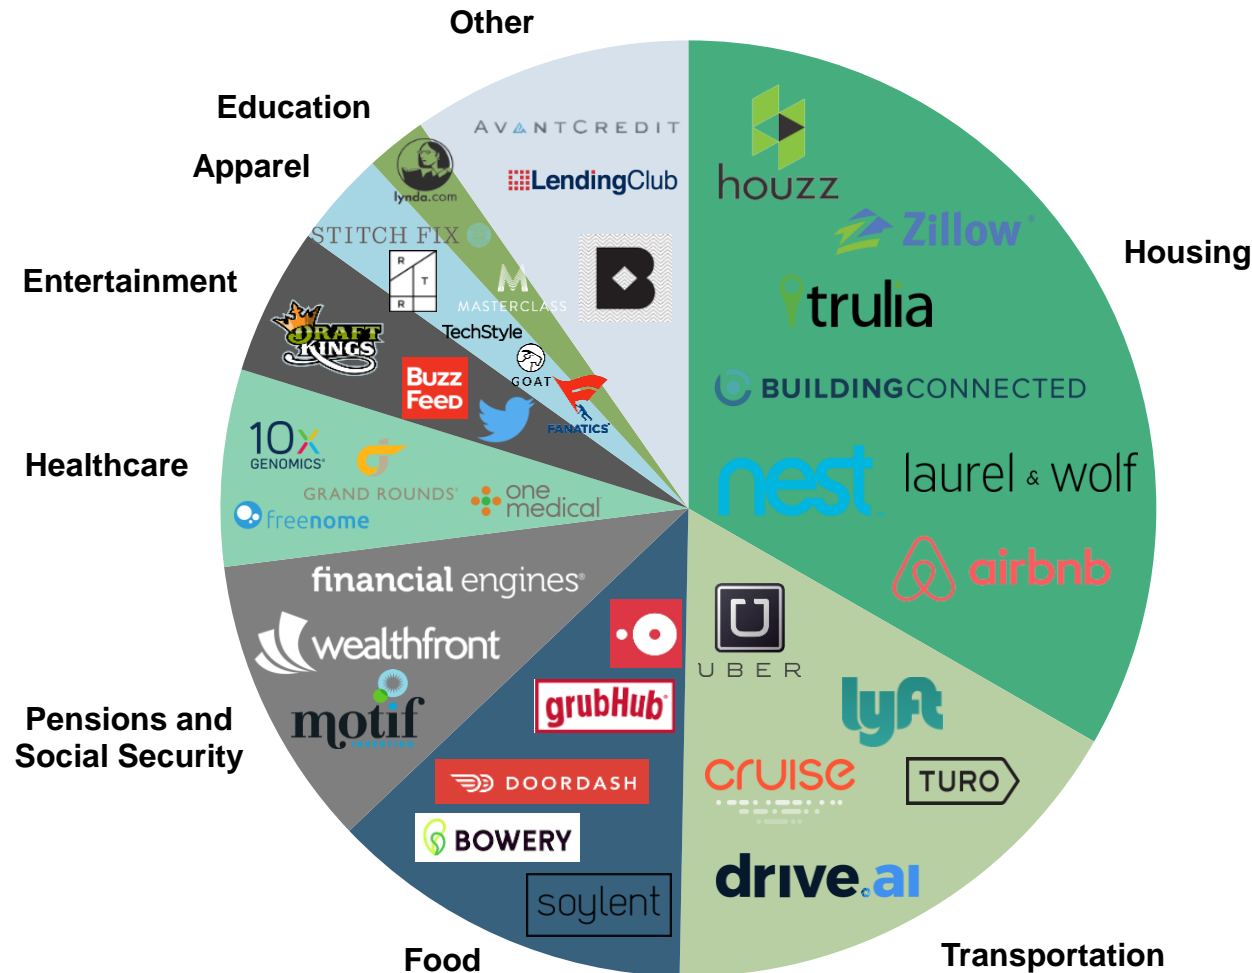 Other
Education
Apparel
Entertainment
Healthcare
Pensions and
Social Security
Food
Transportation
Housing
AVANTCREDIT
LendingClub
B
lynda.com
STITCH FIX
R
T
R
MASTERCLASS
TechStyle
GOAT
FANATICS
DRAFT
KINGS
BUZZ
FEED
10X
GENOMICS®
GRAND ROUNDS®
freenome
one
medical
financial engines®
wealthfront
motif
INVESTING
grubHub®
DOORDASH
BOWERY
soylent
houzz
Zillow®
trulia
BUILDINGCONNECTED
nest
laurel & wolf
airbnb
U
UBER
lyft
cruise
TURO
drive.ai